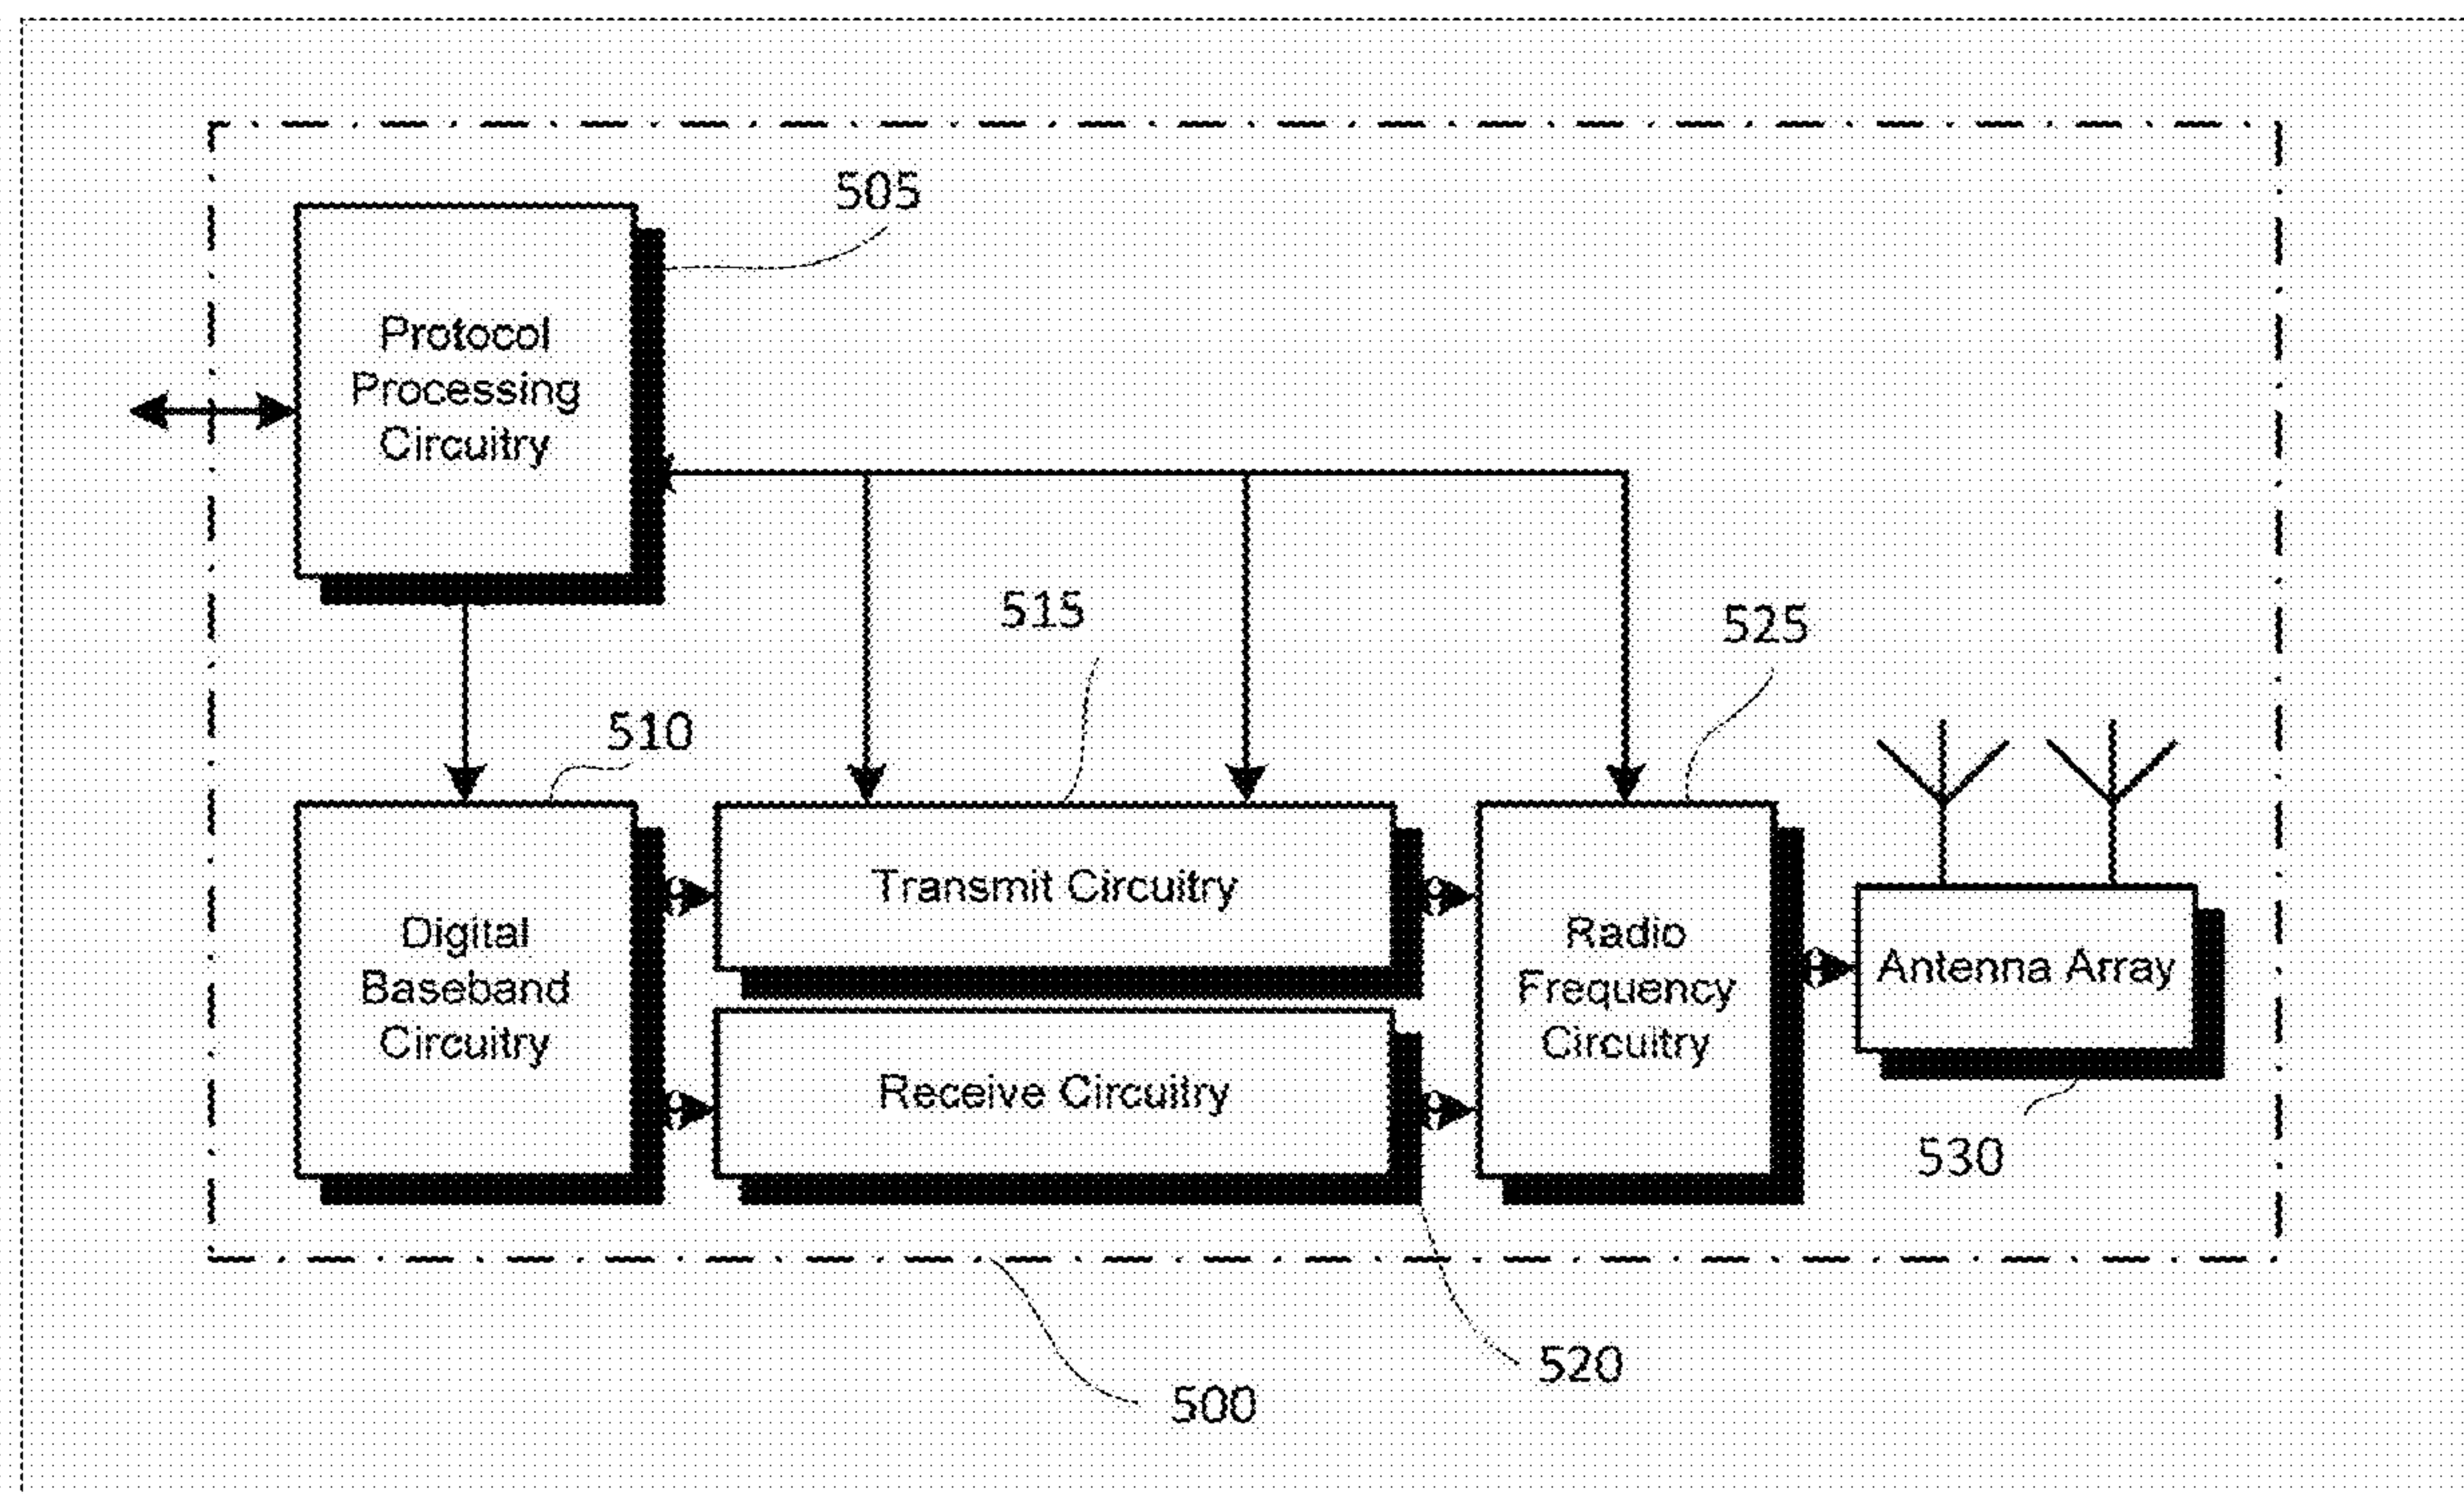 505
Protocol
Processing
Circuitry
515
525
510
Transmit Circuitry
Digital
Baseband
Circuitry
Radio
Frequency
Circuitry
Antenna Array
Receive Circuitry
530
520
500